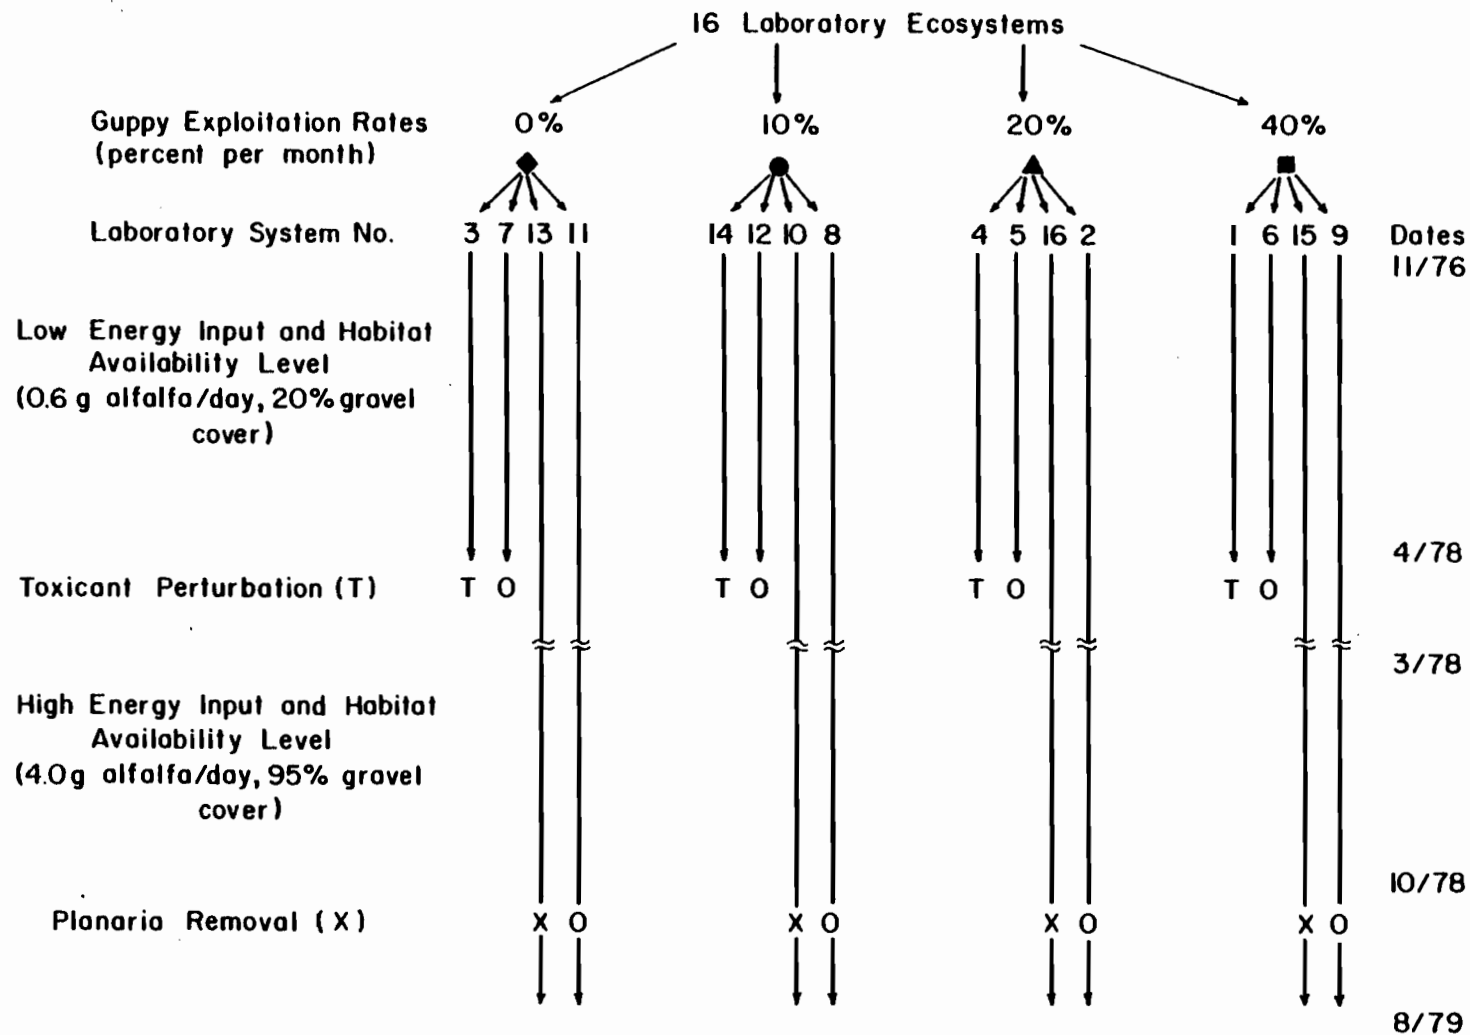 16 Laboratory Ecosystems
Guppy Exploitation Rates 0% 10% 20% 40%
(percent per month)
Laboratory System No. 3 7 13 11 14 12 10 8 4 5 16 2 1 6 15 9 Dates
11/76
Low Energy Input and Habitat
Availability Level
(0.6 g alfalfa/day, 20% gravel
cover)
4/78
Toxicant Perturbation (T) T O T O T O T O
3/78
High Energy Input and Habitat
Availability Level
(4.0g alfalfa/day, 95% gravel
cover)
10/78
Planaria Removal (X) X O X O X O X O
8/79